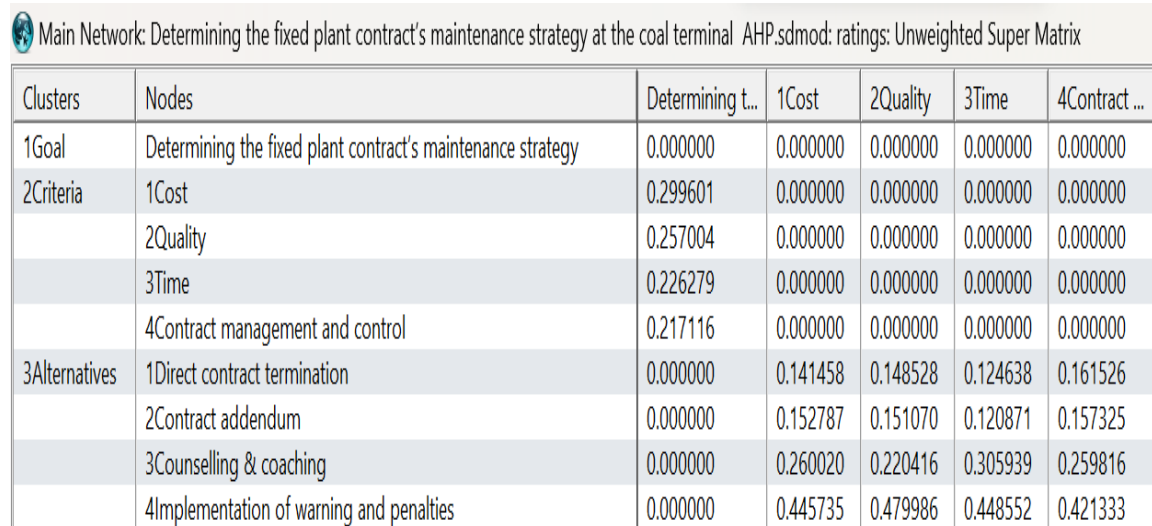 Main Network: Determining the fixed plant contract’s maintenance strategy at the coal terminal AHP.sdmod: ratings: Unweighted Super Matrix
Clusters Nodes Determining t... 1Cost 2Quality 3Time 4Contract ...
1Goal Determining the fixed plant contract’s maintenance strategy 0.000000 0.000000 0.000000 0.000000 0.000000
2Criteria 1Cost 0.299601 0.000000 0.000000 0.000000 0.000000
2Quality 0.257004 0.000000 0.000000 0.000000 0.000000
3Time 0.226279 0.000000 0.000000 0.000000 0.000000
4Contract management and control 0.217116 0.000000 0.000000 0.000000 0.000000
3Alternatives 1Direct contract termination 0.000000 0.141458 0.148528 0.124638 0.161526
2Contract addendum 0.000000 0.152787 0.151070 0.120871 0.157325
3Counselling & coaching 0.000000 0.260020 0.220416 0.305939 0.259816
4Implementation of warning and penalties 0.000000 0.445735 0.479986 0.448552 0.421333